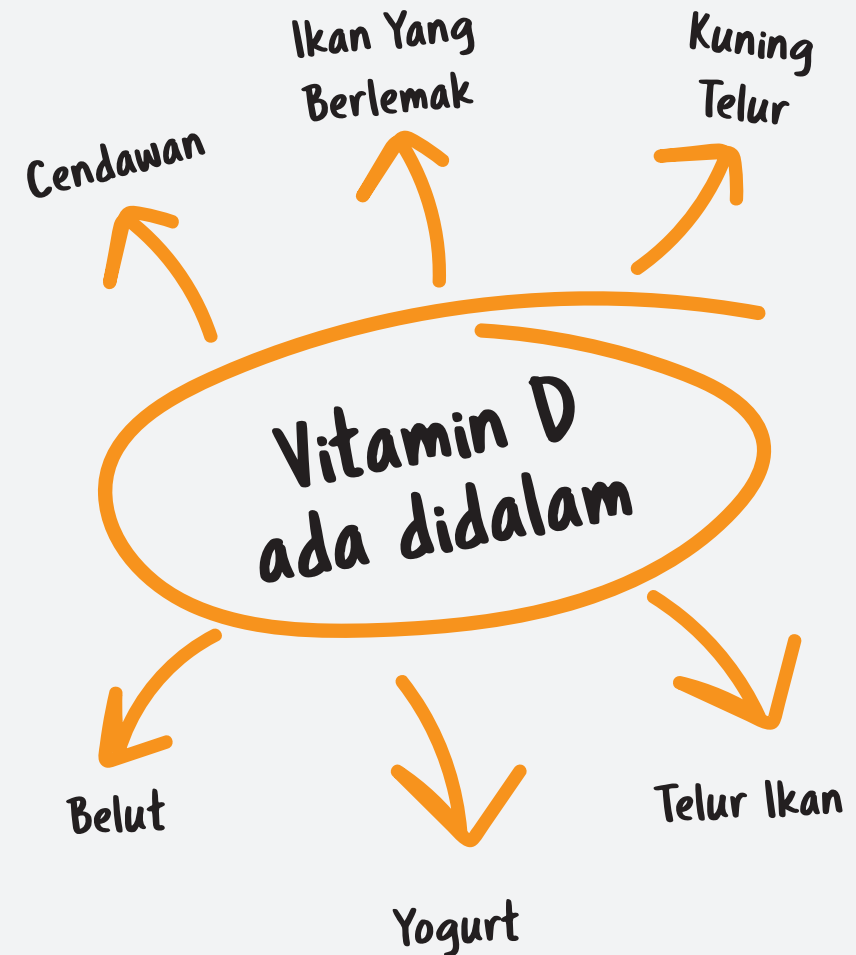 Ikan Yang
Berlemak
Kuning
Telur
Cendawan
Vitamin D
ada didalam
Belut
Telur Ikan
Yogurt